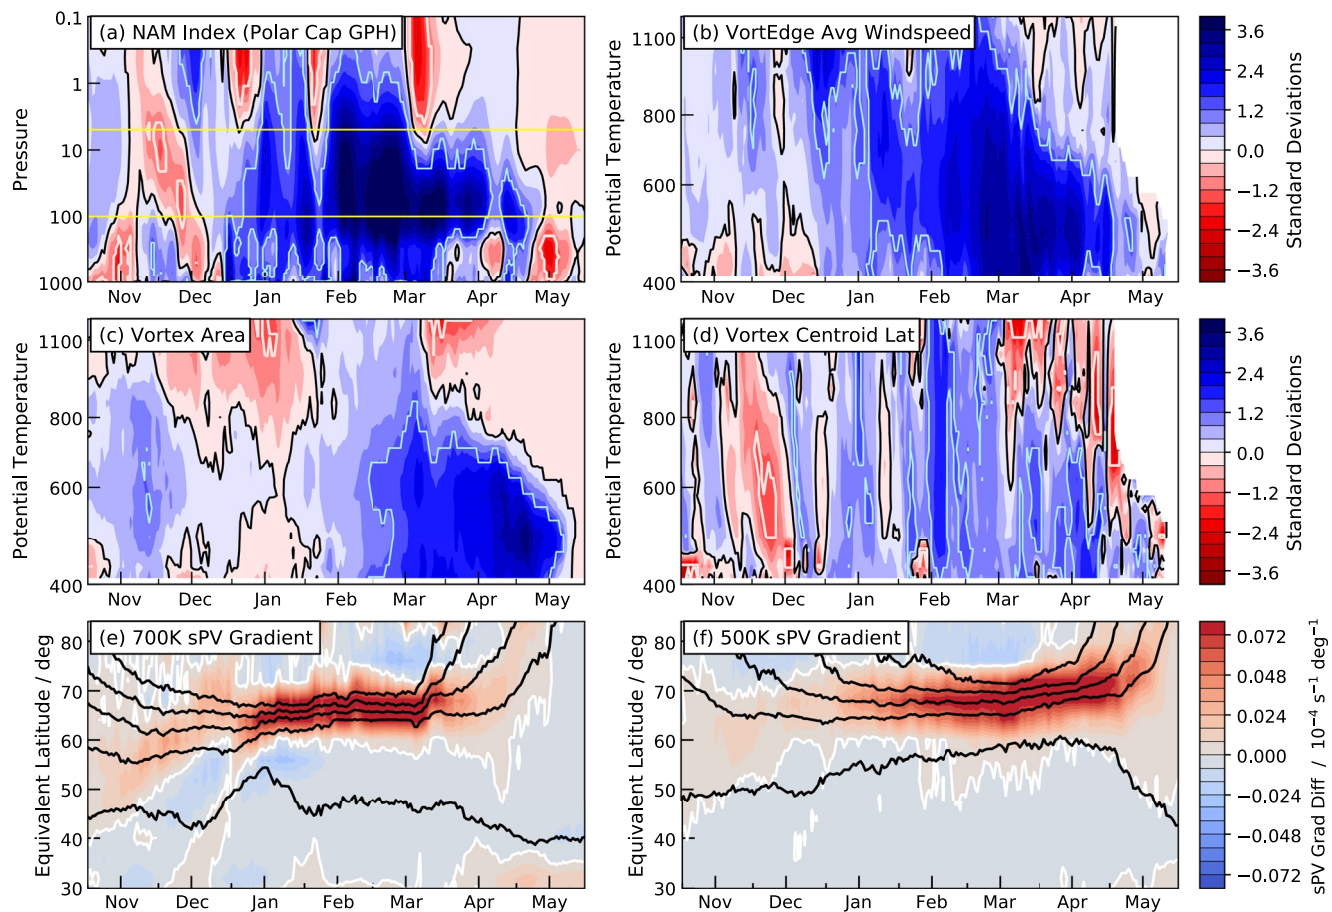 (a) NAM Index (Polar Cap GPH)
Pressure
0.1
1
10
100
1000
Nov Dec Jan Feb Mar Apr May
(b) VortEdge Avg Windspeed
Potential Temperature
1100
800
600
400
Nov Dec Jan Feb Mar Apr May
3.6
2.4
1.2
0.0
−1.2
−2.4
−3.6
Standard Deviations
(c) Vortex Area
Potential Temperature
1100
800
600
400
Nov Dec Jan Feb Mar Apr May
(d) Vortex Centroid Lat
Potential Temperature
1100
800
600
400
Nov Dec Jan Feb Mar Apr May
3.6
2.4
1.2
0.0
−1.2
−2.4
−3.6
Standard Deviations
(e) 700K sPV Gradient
Equivalent Latitude / deg
80
70
60
50
40
30
Nov Dec Jan Feb Mar Apr May
(f) 500K sPV Gradient
Equivalent Latitude / deg
80
70
60
50
40
30
Nov Dec Jan Feb Mar Apr May
0.072
0.048
0.024
0.000
−0.024
−0.048
−0.072
sPV Grad Diff / 10⁻⁴ s⁻¹ deg⁻¹